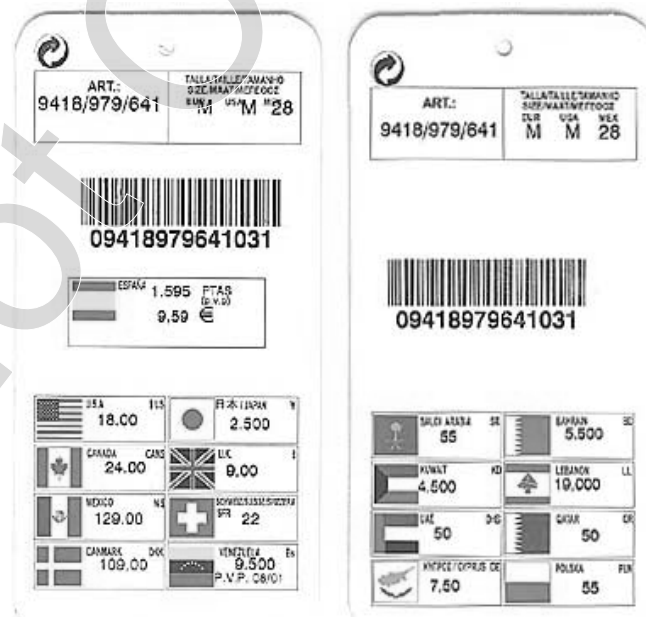 ART.:
9418/979/641
TALLA/TAILLE/TAMANHO
SIZE/MAAT/ΜΕΓΕΘΟΣ
EUR USA MEX
M M 28
09418979641031
ESPAÑA 1.595 PTAS
(p.v.p)
9,59 €
USA $US
18.00
日本/JAPAN ¥
2.500
CANADA CAN$
24.00
U.K. £
9,00
MEXICO N$
129.00
SFR 22
DANMARK DKK
109,00
VENEZUELA Bs
9.500
P.V.P. 08/01
ART.:
9418/979/641
TALLA/TAILLE/TAMANHO
SIZE/MAAT/ΜΕΓΕΘΟΣ
EUR USA MEX
M M 28
09418979641031
SAUDI ARABIA SR
55
BAHRAIN BD
5,500
KUWAIT KD
4,500
LEBANON LL
19,000
UAE DHS
50
QATAR QR
50
CYPRUS
7,50
POLSKA PLN
55